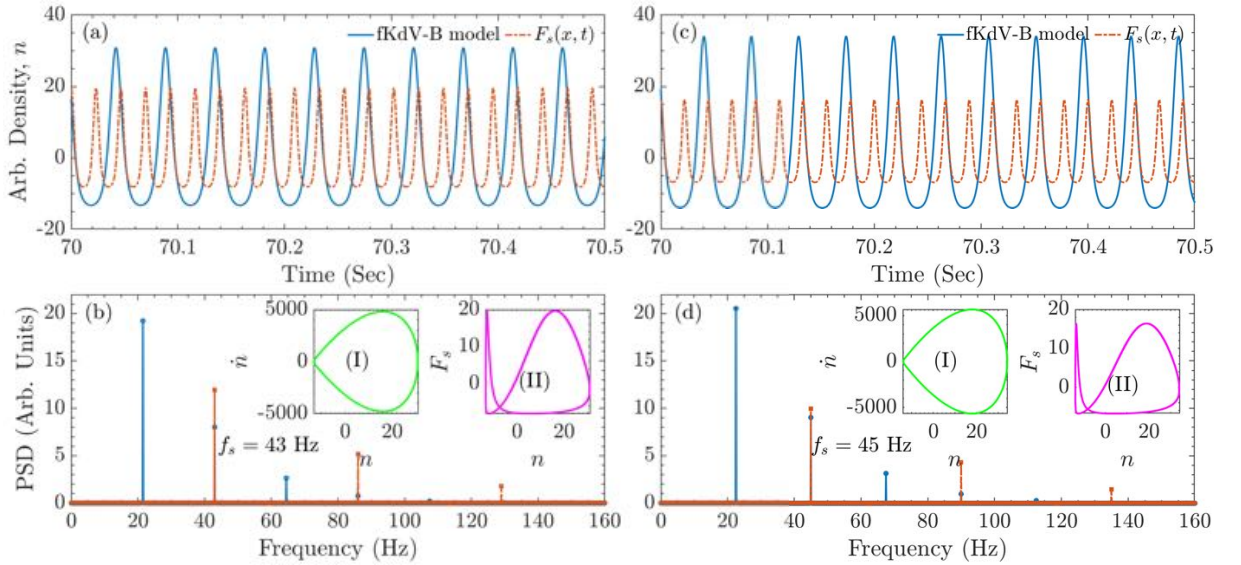 (a) fKdV-B model F_s(x, t)
Arb. Density, n
40
20
0
-20
70 70.1 70.2 70.3 70.4 70.5
Time (Sec)
(c) fKdV-B model F_s(x, t)
40
20
0
-20
70 70.1 70.2 70.3 70.4 70.5
Time (Sec)
(b)
PSD (Arb. Units)
20
15
10
5
0
0 20 40 60 80 100 120 140 160
Frequency (Hz)
f_s = 43 Hz
(I)
ṅ
5000
0
-5000
0 20
n
(II)
F_s
20
10
0
0 20
n
(d)
20
15
10
5
0
0 20 40 60 80 100 120 140 160
Frequency (Hz)
f_s = 45 Hz
(I)
ṅ
5000
0
-5000
0 20
n
(II)
F_s
20
10
0
0 20
n